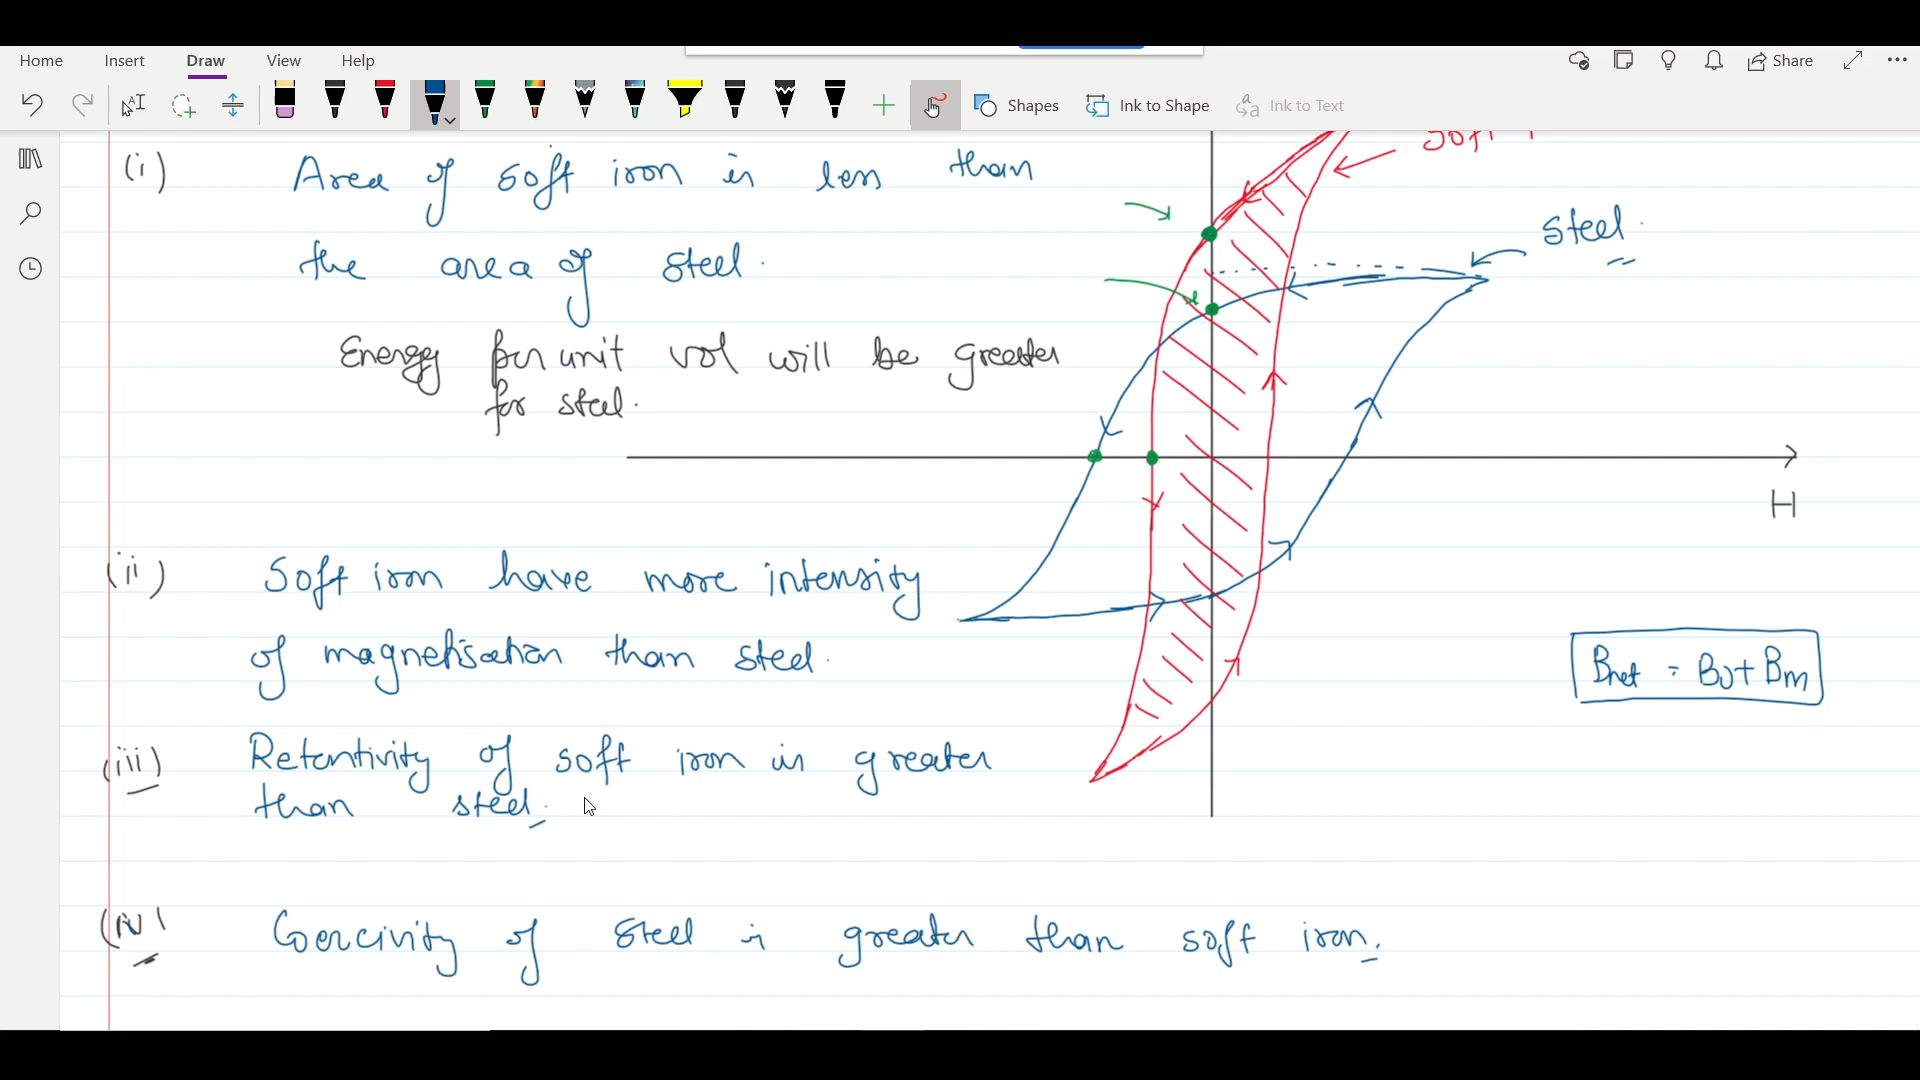 Home Insert Draw View Help
Share
Shapes Ink to Shape Ink to Text
(i) Area of soft iron is less than
the area of steel.
Energy per unit vol will be greater
for steel.
steel.
H
(ii) Soft iron have more intensity
of magnetisation than steel.
Bnet = B0 + Bm
(iii) Retentivity of soft iron is greater
than steel.
(iv) Coercivity of steel is greater than soft iron.